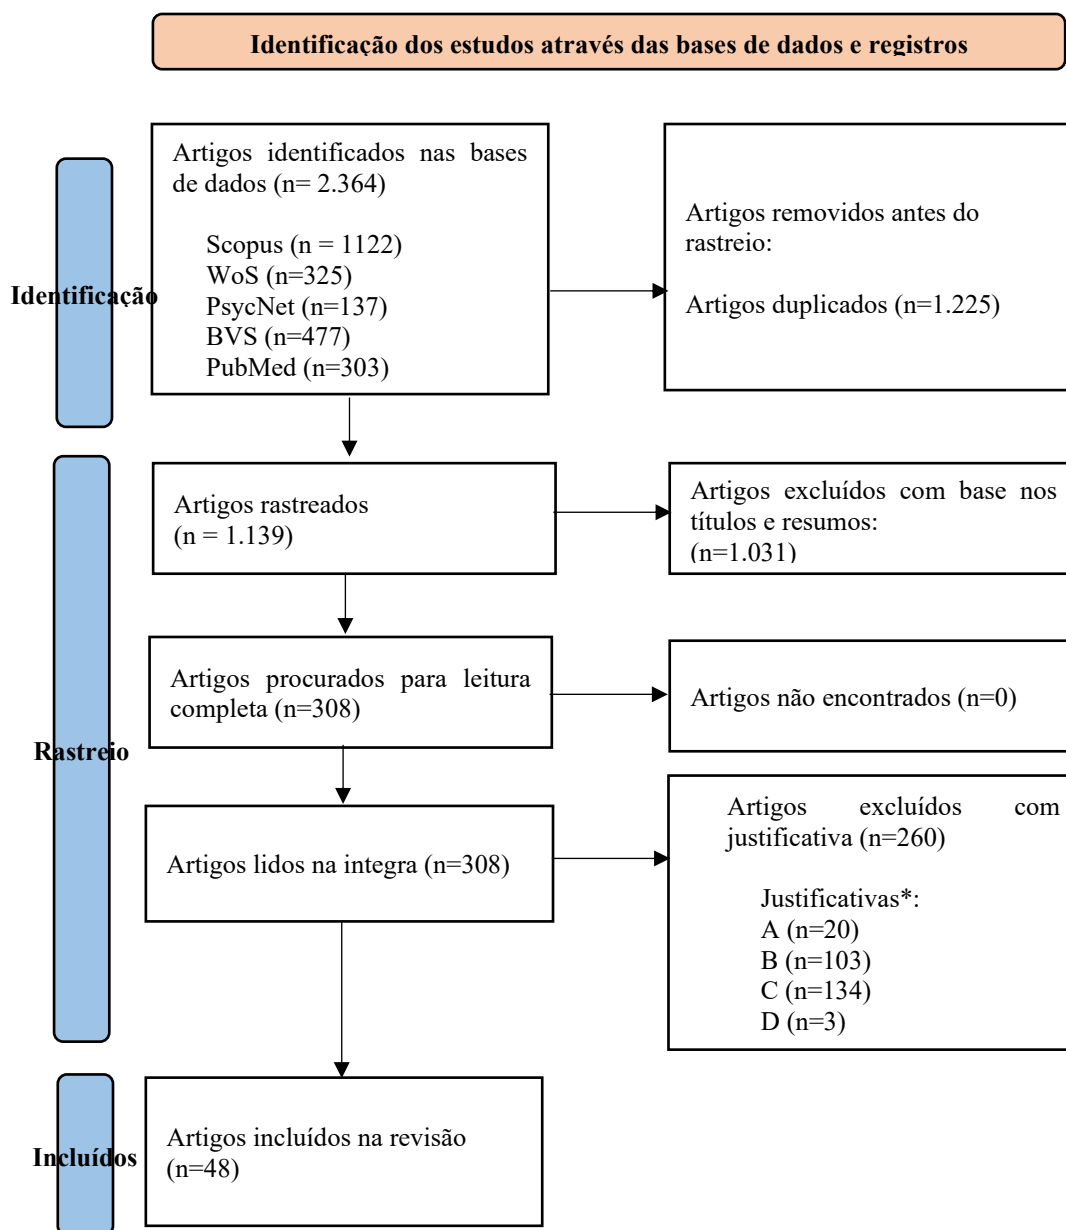 Identificação dos estudos através das bases de dados e registros
Identificação
Artigos identificados nas bases
de dados (n= 2.364)
Scopus (n = 1122)
WoS (n=325)
PsycNet (n=137)
BVS (n=477)
PubMed (n=303)
Artigos removidos antes do
rastreio:
Artigos duplicados (n=1.225)
Rastreio
Artigos rastreados
(n = 1.139)
Artigos excluídos com base nos
títulos e resumos:
(n=1.031)
Artigos procurados para leitura
completa (n=308)
Artigos não encontrados (n=0)
Artigos lidos na integra (n=308)
Artigos excluídos com
justificativa (n=260)
Justificativas*:
A (n=20)
B (n=103)
C (n=134)
D (n=3)
Incluídos
Artigos incluídos na revisão
(n=48)